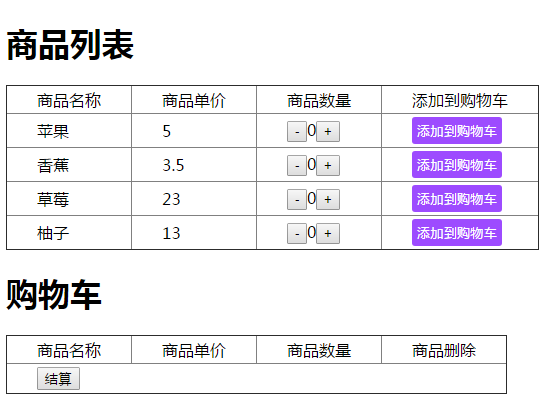 商品列表
商品名称 商品单价 商品数量 添加到购物车
苹果 5 - 0 + 添加到购物车
香蕉 3.5 - 0 + 添加到购物车
草莓 23 - 0 + 添加到购物车
柚子 13 - 0 + 添加到购物车
购物车
商品名称 商品单价 商品数量 商品删除
结算